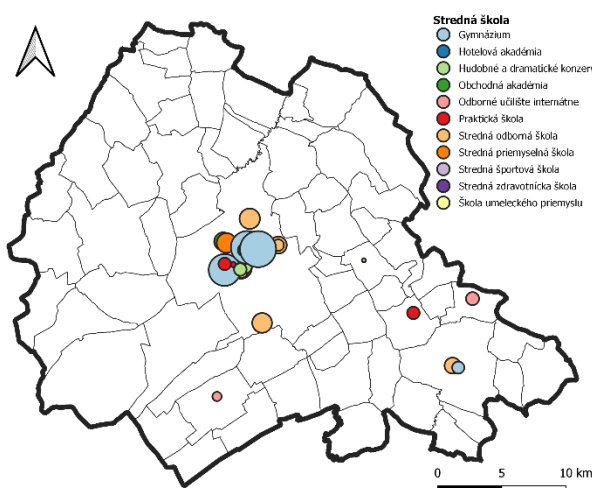 Stredná škola
Gymnázium
Hotelová akadémia
Hudobné a dramatické konzerv
Obchodná akadémia
Odborné učilište internátne
Praktická škola
Stredná odborná škola
Stredná priemyselná škola
Stredná športová škola
Stredná zdravotnícka škola
Škola umeleckého priemyslu
0 5 10 km